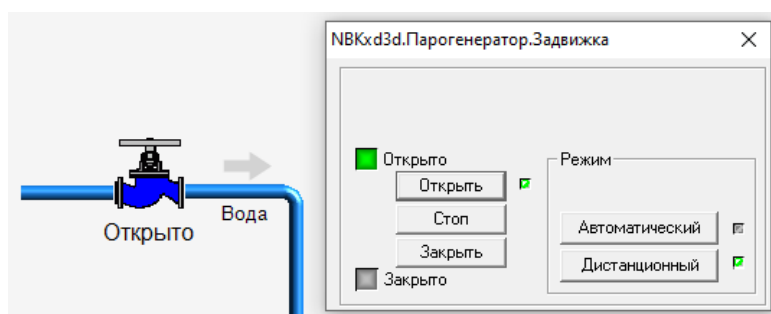 NBKxd3d.Парогенератор.Задвижка
Открыто
Открыть
Стоп
Закрыть
Закрыто
Режим
Автоматический
Дистанционный
Вода
Открыто